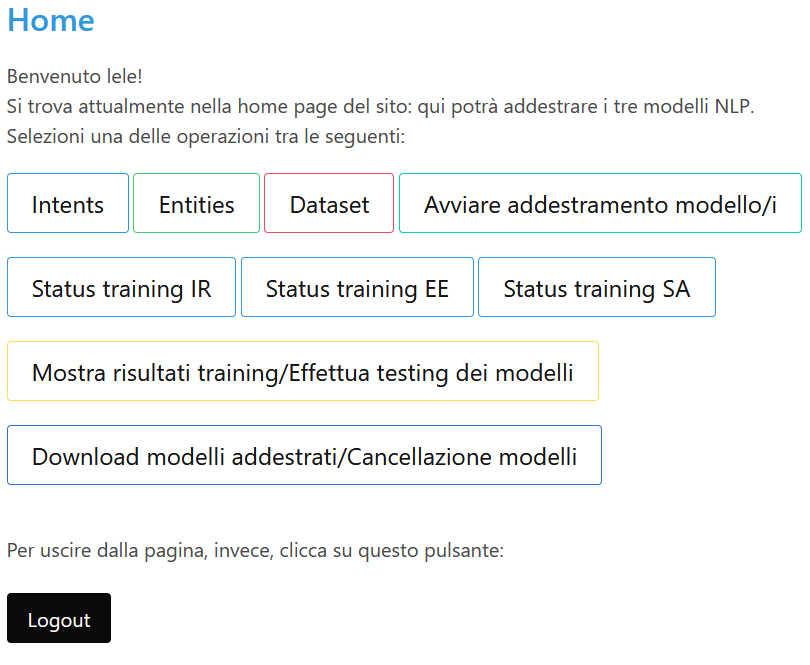 Home
Benvenuto lele!
Si trova attualmente nella home page del sito: qui potrà addestrare i tre modelli NLP.
Selezioni una delle operazioni tra le seguenti:
Intents Entities Dataset Avviare addestramento modello/i
Status training IR Status training EE Status training SA
Mostra risultati training/Effettua testing dei modelli
Download modelli addestrati/Cancellazione modelli
Per uscire dalla pagina, invece, clicca su questo pulsante:
Logout